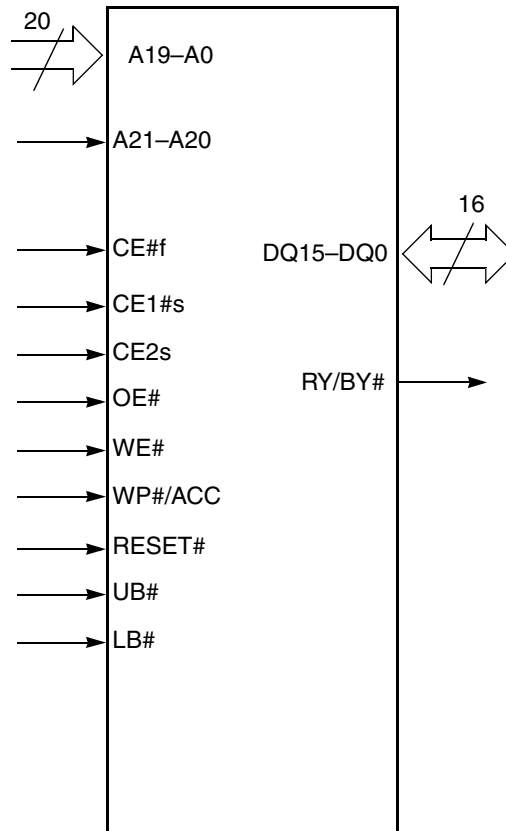 20
A19–A0
A21–A20
16
CE#f
DQ15–DQ0
CE1#s
CE2s
RY/BY#
OE#
WE#
WP#/ACC
RESET#
UB#
LB#